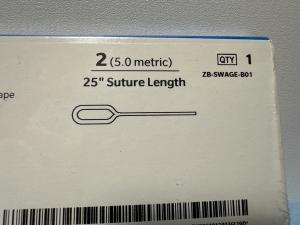 2 (5.0 metric)
QTY 1
ZB-SWAGE-B01
25" Suture Length